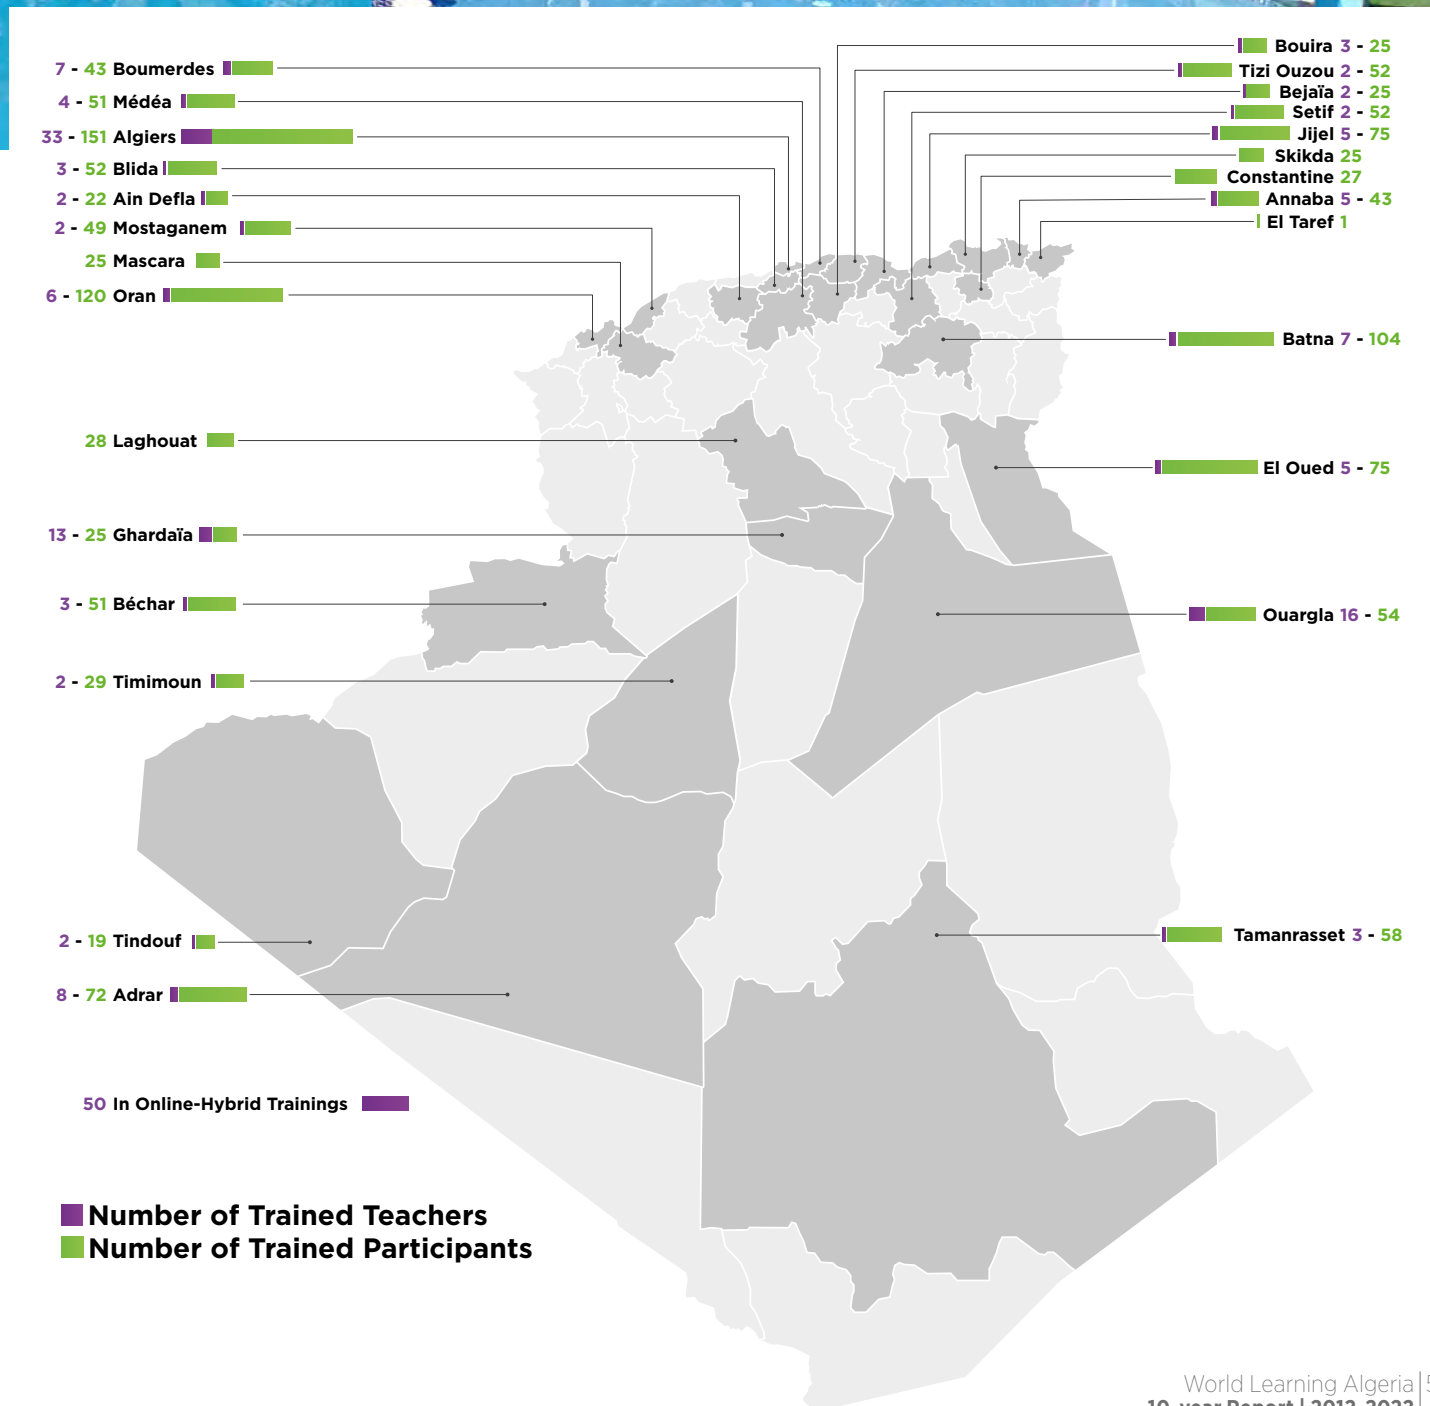 7 - 43 Boumerdes
4 - 51 Médéa
33 - 151 Algiers
3 - 52 Blida
2 - 22 Ain Defla
2 - 49 Mostaganem
25 Mascara
6 - 120 Oran
28 Laghouat
13 - 25 Ghardaïa
3 - 51 Béchar
2 - 29 Timimoun
2 - 19 Tindouf
8 - 72 Adrar
50 In Online-Hybrid Trainings
Bouira 3 - 25
Tizi Ouzou 2 - 52
Bejaïa 2 - 25
Setif 2 - 52
Jijel 5 - 75
Skikda 25
Constantine 27
Annaba 5 - 43
El Taref 1
Batna 7 - 104
El Oued 5 - 75
Ouargla 16 - 54
Tamanrasset 3 - 58
Number of Trained Teachers
Number of Trained Participants
World Learning Algeria
10-year Report | 2012-2022